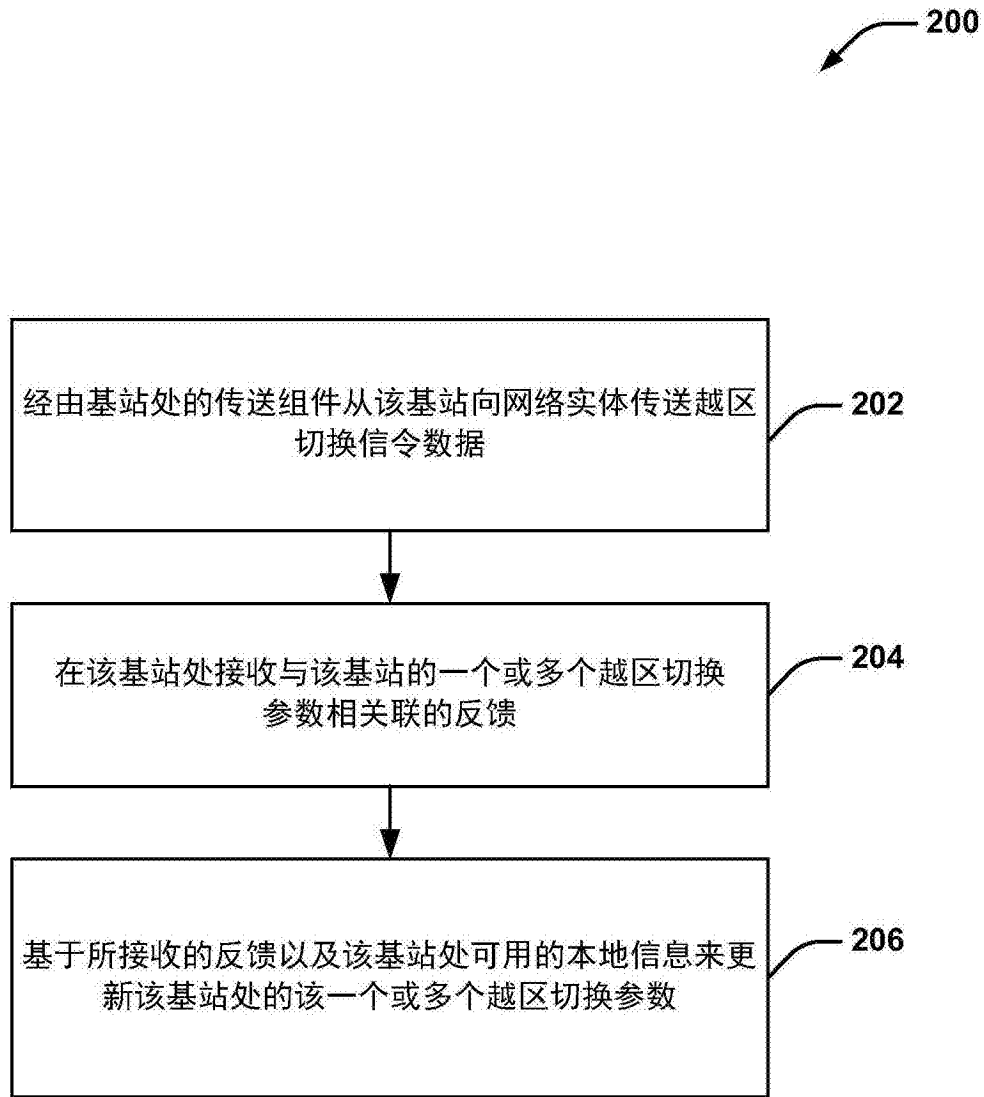 200
经由基站处的传送组件从该基站向网络实体传送越区
切换信令数据
202
在该基站处接收与该基站的一个或多个越区切换
参数相关联的反馈
204
基于所接收的反馈以及该基站处可用的本地信息来更
新该基站处的该一个或多个越区切换参数
206